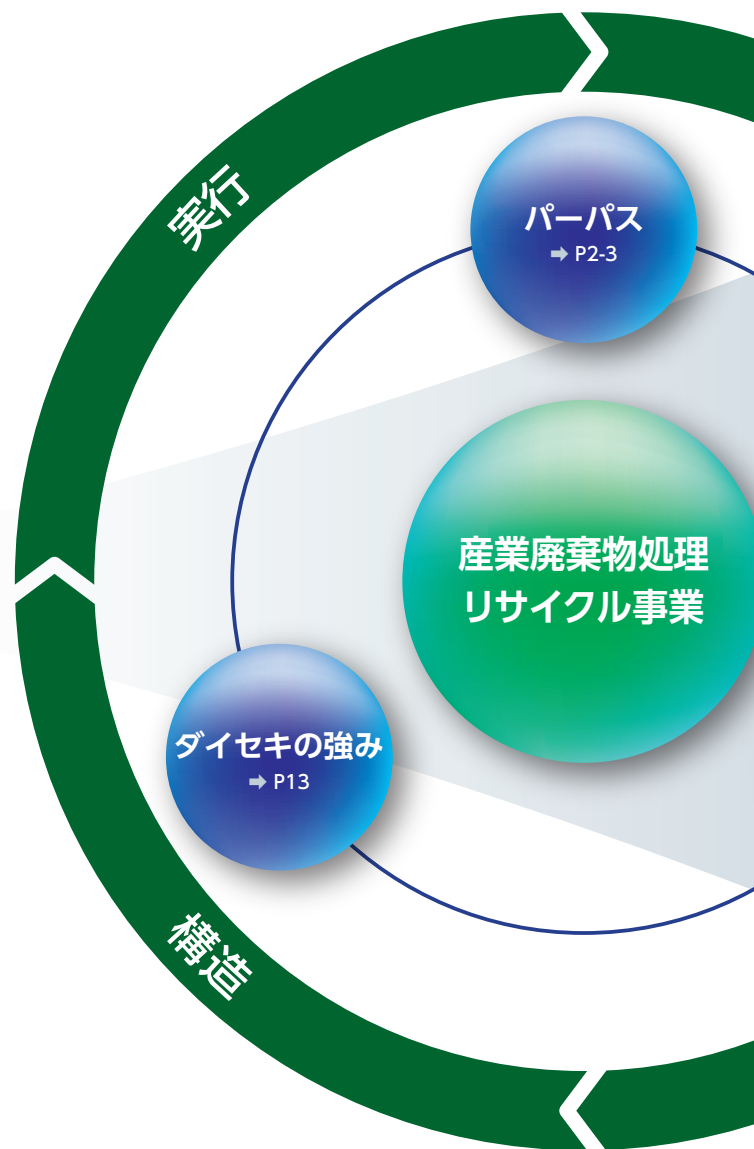 実行
パーパス
➡ P2-3
産業廃棄物処理
リサイクル事業
ダイセキの強み
➡ P13
構造